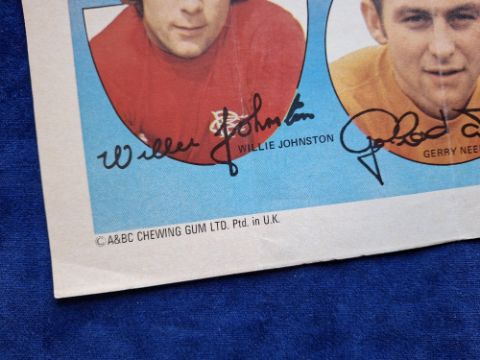 Willie Johnston
WILLIE JOHNSTON
GERRY NEE
© A&BC CHEWING GUM LTD. Ptd. in U.K.